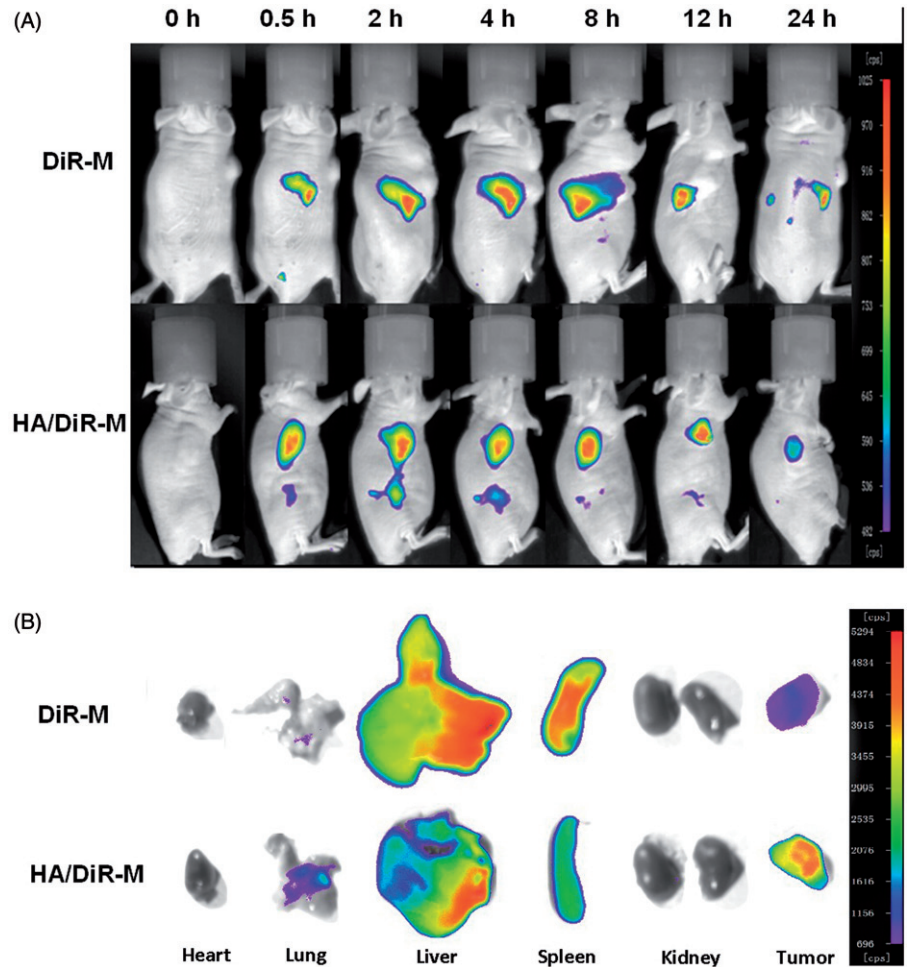 (A)
0 h 0.5 h 2 h 4 h 8 h 12 h 24 h
[cps]
1025
970
DiR-M
916
862
807
753
699
645
HA/DiR-M
590
536
482
[cps]
(B)
[cps]
5294
DiR-M
4834
4374
3915
3455
2995
2535
HA/DiR-M
2076
1616
1156
696
[cps]
Heart Lung Liver Spleen Kidney Tumor